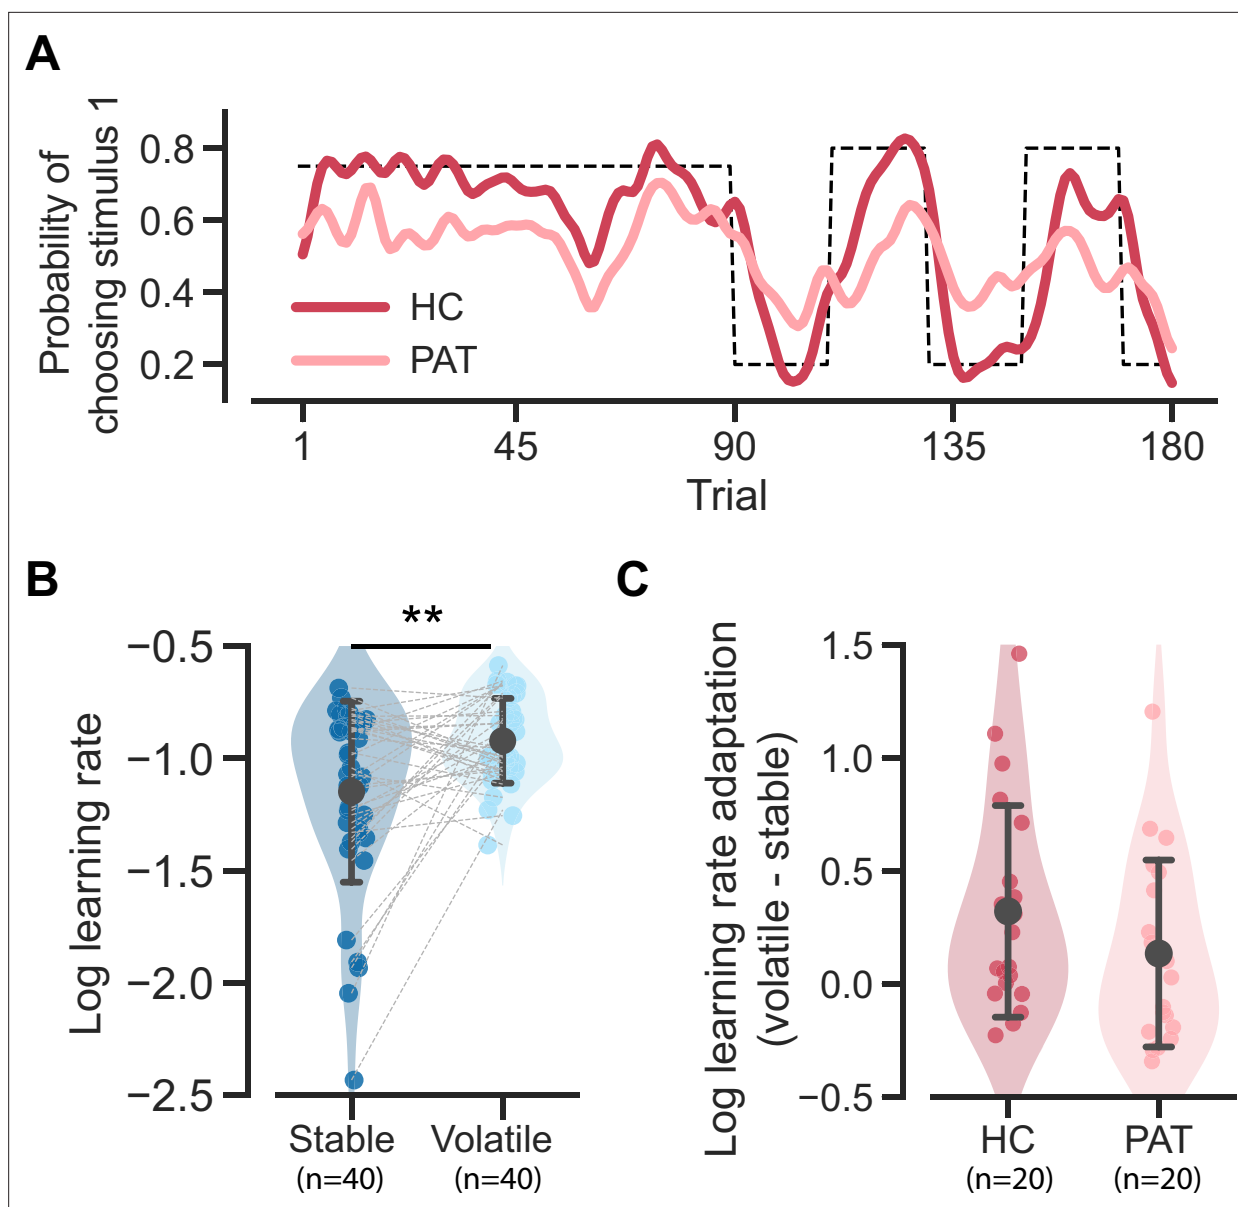 A
Probability of
choosing stimulus 1
0.8
0.6
0.4
0.2
HC
PAT
1
45
90
135
180
Trial
B
**
Log learning rate
−0.5
−1.0
−1.5
−2.0
−2.5
Stable
(n=40)
Volatile
(n=40)
C
Log learning rate adaptation
(volatile - stable)
1.5
1.0
0.5
0.0
−0.5
HC
(n=20)
PAT
(n=20)